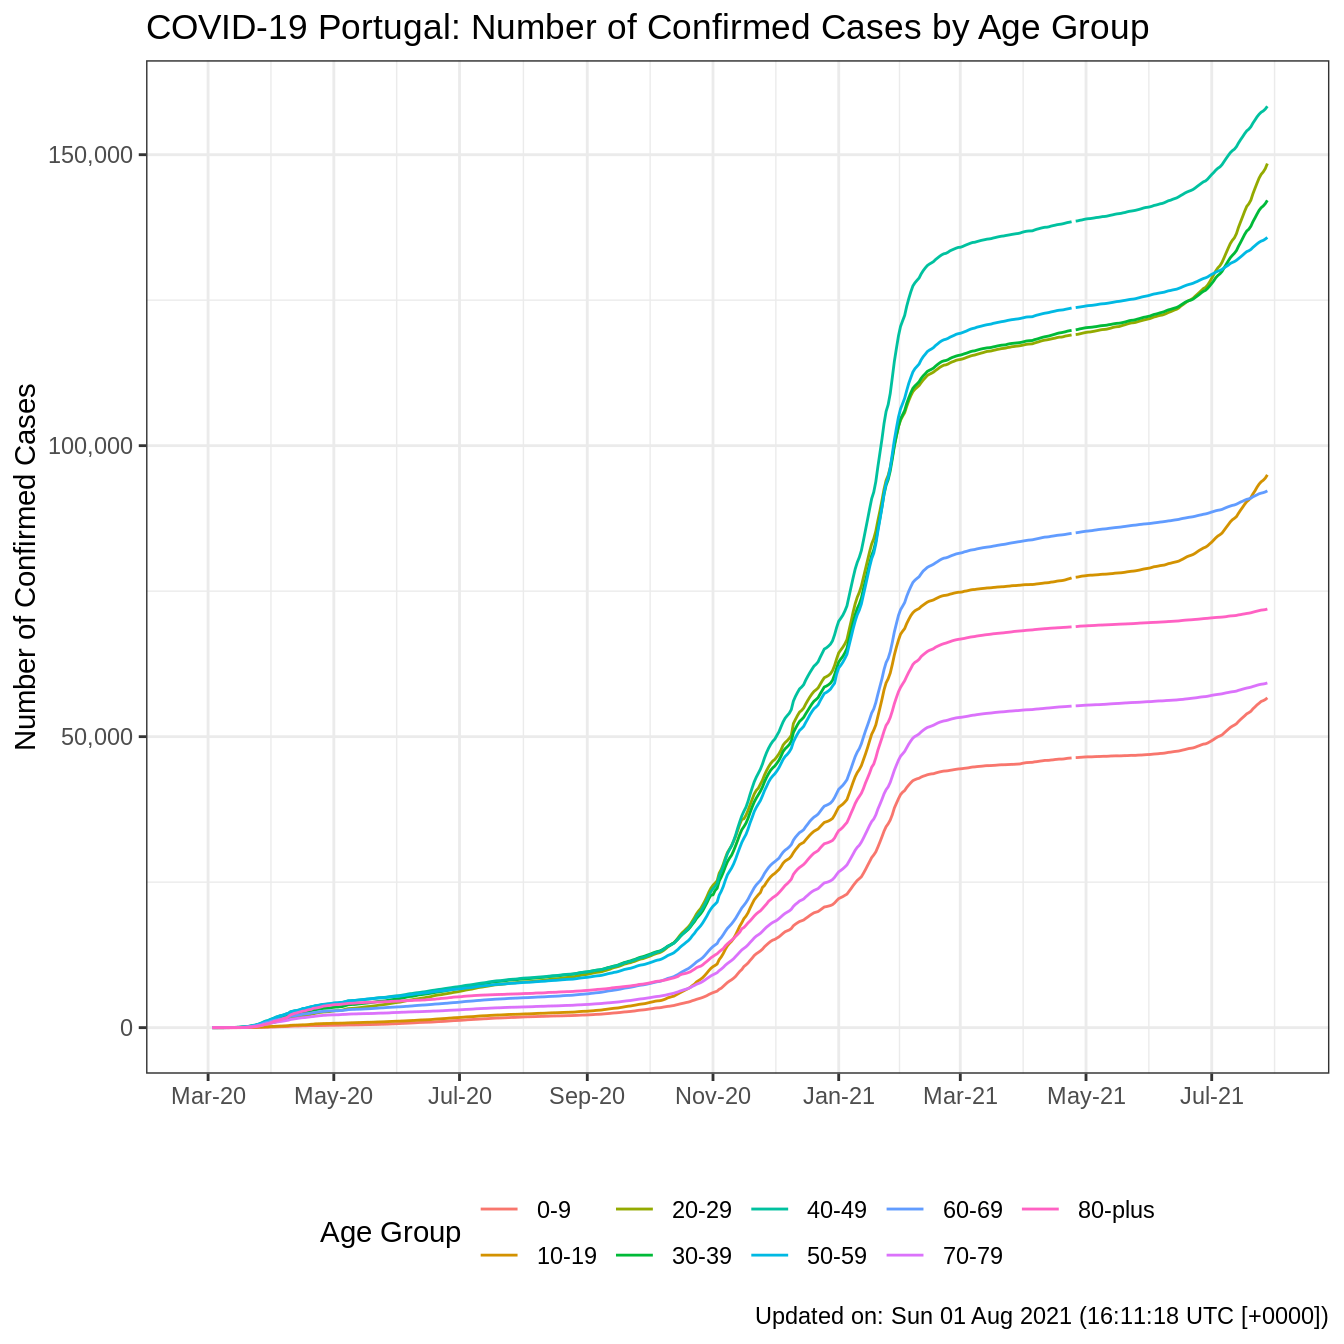 COVID-19 Portugal: Number of Confirmed Cases by Age Group
Number of Confirmed Cases
150,000
100,000
50,000
0
Mar-20 May-20 Jul-20 Sep-20 Nov-20 Jan-21 Mar-21 May-21 Jul-21
Age Group
0-9 20-29 40-49 60-69 80-plus
10-19 30-39 50-59 70-79
Updated on: Sun 01 Aug 2021 (16:11:18 UTC [+0000])